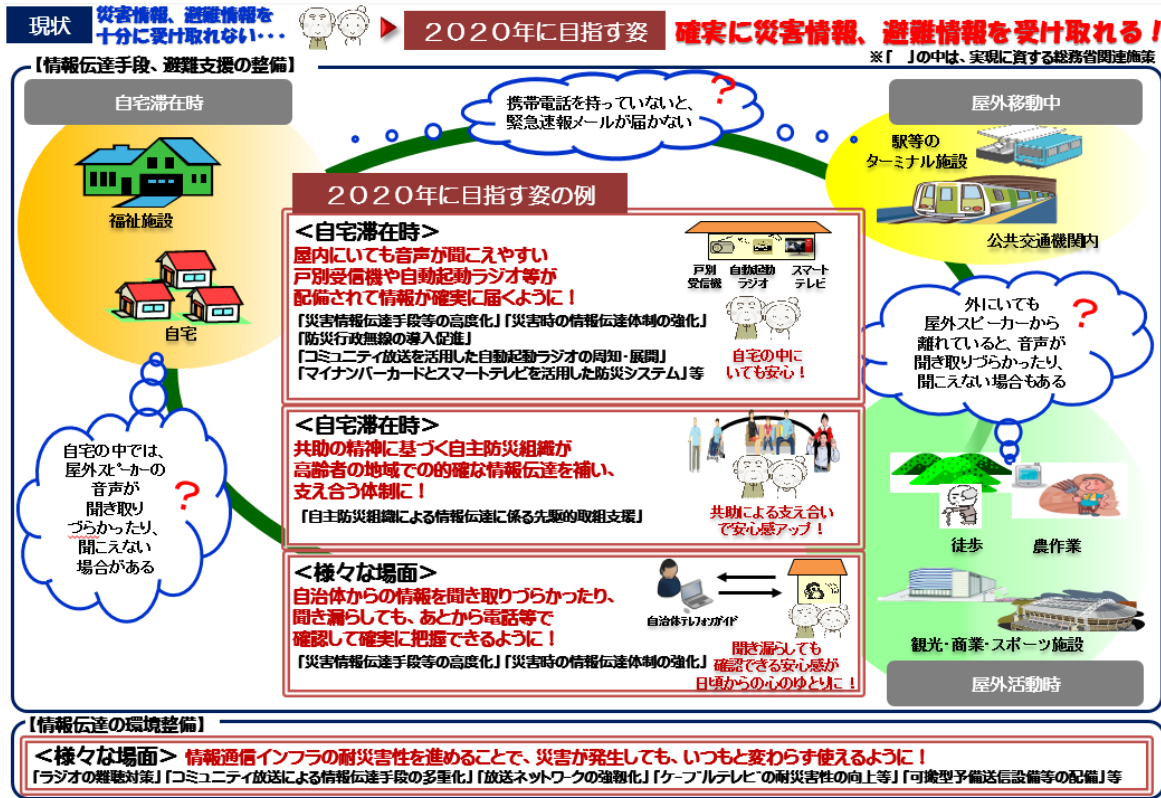 現状
災害情報、避難情報を
十分に受け取れない・・・
2020年に目指す姿
確実に災害情報、避難情報を受け取れる！
※「　」の中は、実現に資する総務省関連施策
【情報伝達手段、避難支援の整備】
自宅滞在時
福祉施設
自宅
自宅の中では、
屋外スピーカーの
音声が
聞き取り
づらかったり、
聞こえない
場合がある
?
携帯電話を持っていないと、
緊急速報メールが届かない
?
屋外移動中
駅等の
ターミナル施設
公共交通機関内
外にいても
屋外スピーカーから
離れていると、音声が
聞き取りづらかったり、
聞こえない場合もある
?
徒歩
農作業
観光・商業・スポーツ施設
屋外活動時
2020年に目指す姿の例
＜自宅滞在時＞
屋内にいても音声が聞こえやすい
戸別受信機や自動起動ラジオ等が
配備されて情報が確実に届くように！
「災害情報伝達手段等の高度化」「災害時の情報伝達体制の強化」
「防災行政無線の導入促進」
「コミュニティ放送を活用した自動起動ラジオの周知・展開」
「マイナンバーカードとスマートテレビを活用した防災システム」等
戸別
受信機
自動起動
ラジオ
スマート
テレビ
自宅の中に
いても安心！
＜自宅滞在時＞
共助の精神に基づく自主防災組織が
高齢者の地域での的確な情報伝達を補い、
支え合う体制に！
「自主防災組織による情報伝達に係る先駆的取組支援」
共助による支え合い
で安心感アップ！
＜様々な場面＞
自治体からの情報を聞き取りづらかったり、
聞き漏らしても、あとから電話等で
確認して確実に把握できるように！
「災害情報伝達手段等の高度化」「災害時の情報伝達体制の強化」
自治体テレフォンガイド
聞き漏らしても
確認できる安心感が
日頃からの心のゆとりに！
【情報伝達の環境整備】
＜様々な場面＞ 情報通信インフラの耐災害性を進めることで、災害が発生しても、いつもと変わらず使えるように！
「ラジオの難聴対策」「コミュニティ放送による情報伝達手段の多重化」「放送ネットワークの強靱化」「ケーブルテレビの耐災害性の向上等」「可搬型予備送信設備等の配備」等